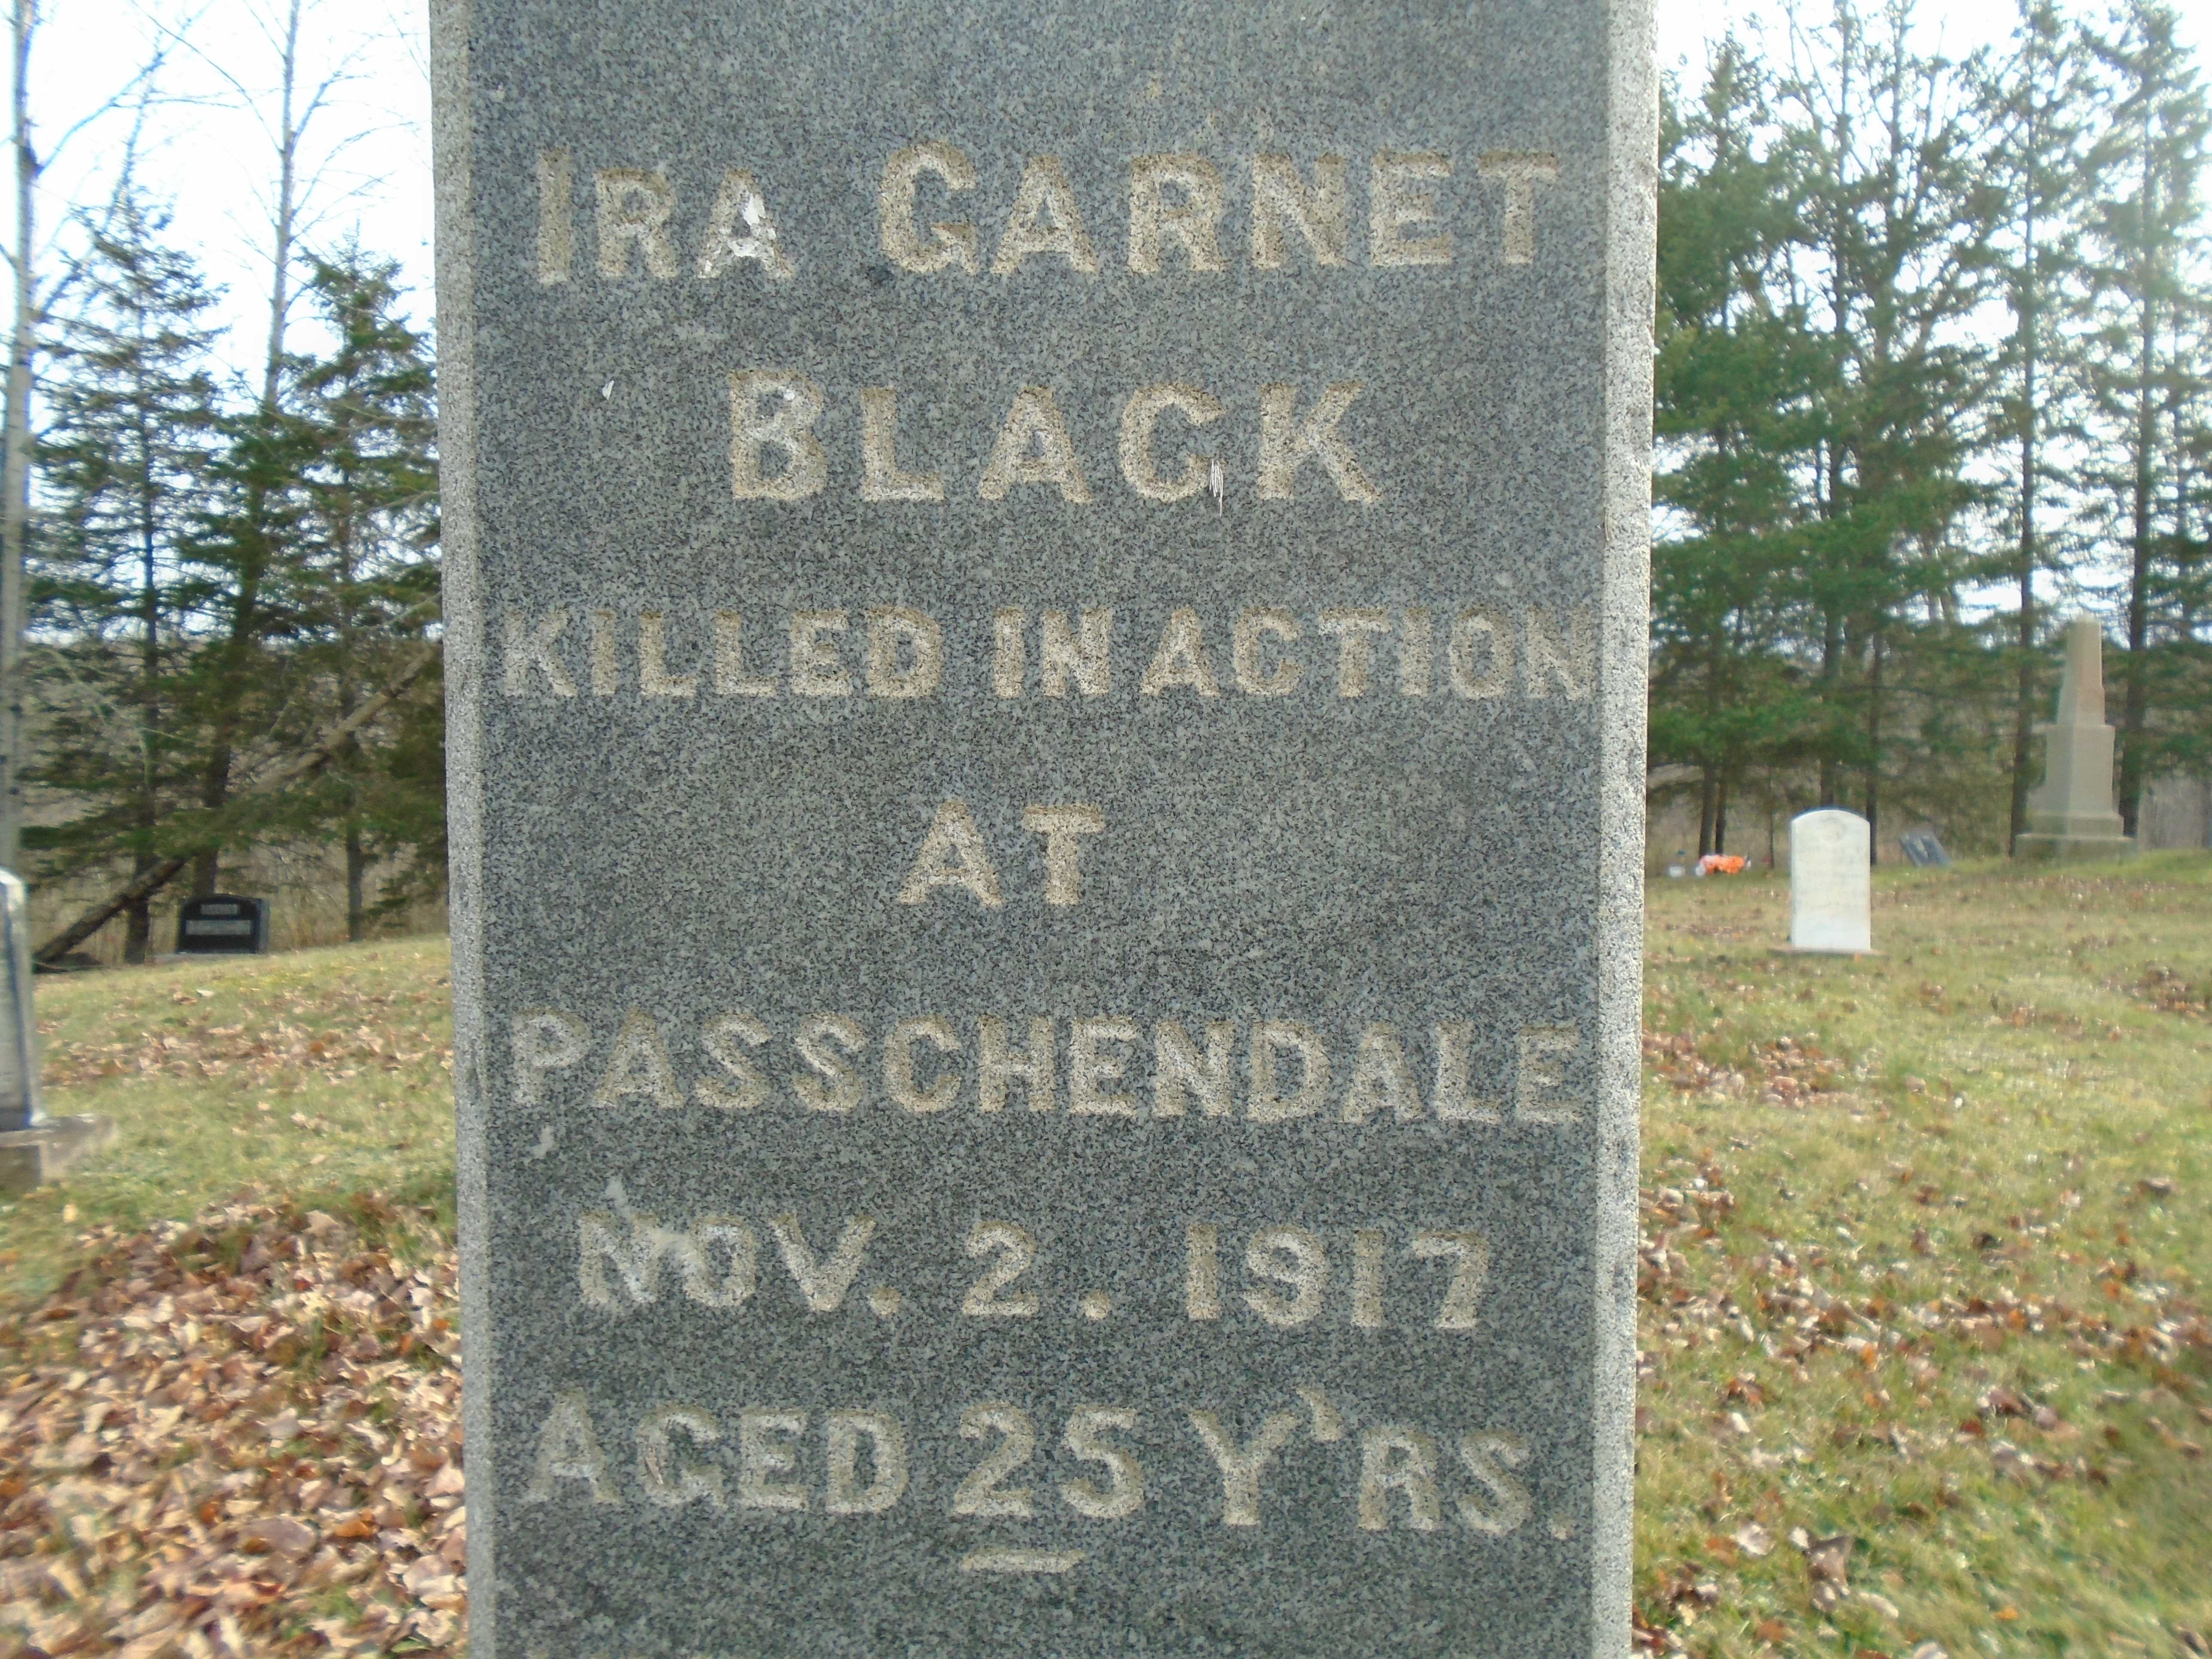 IRA GARNET
BLACK
KILLED IN ACTION
AT
PASSCHENDALE
NOV. 2. 1917
AGED 25 Y'RS.